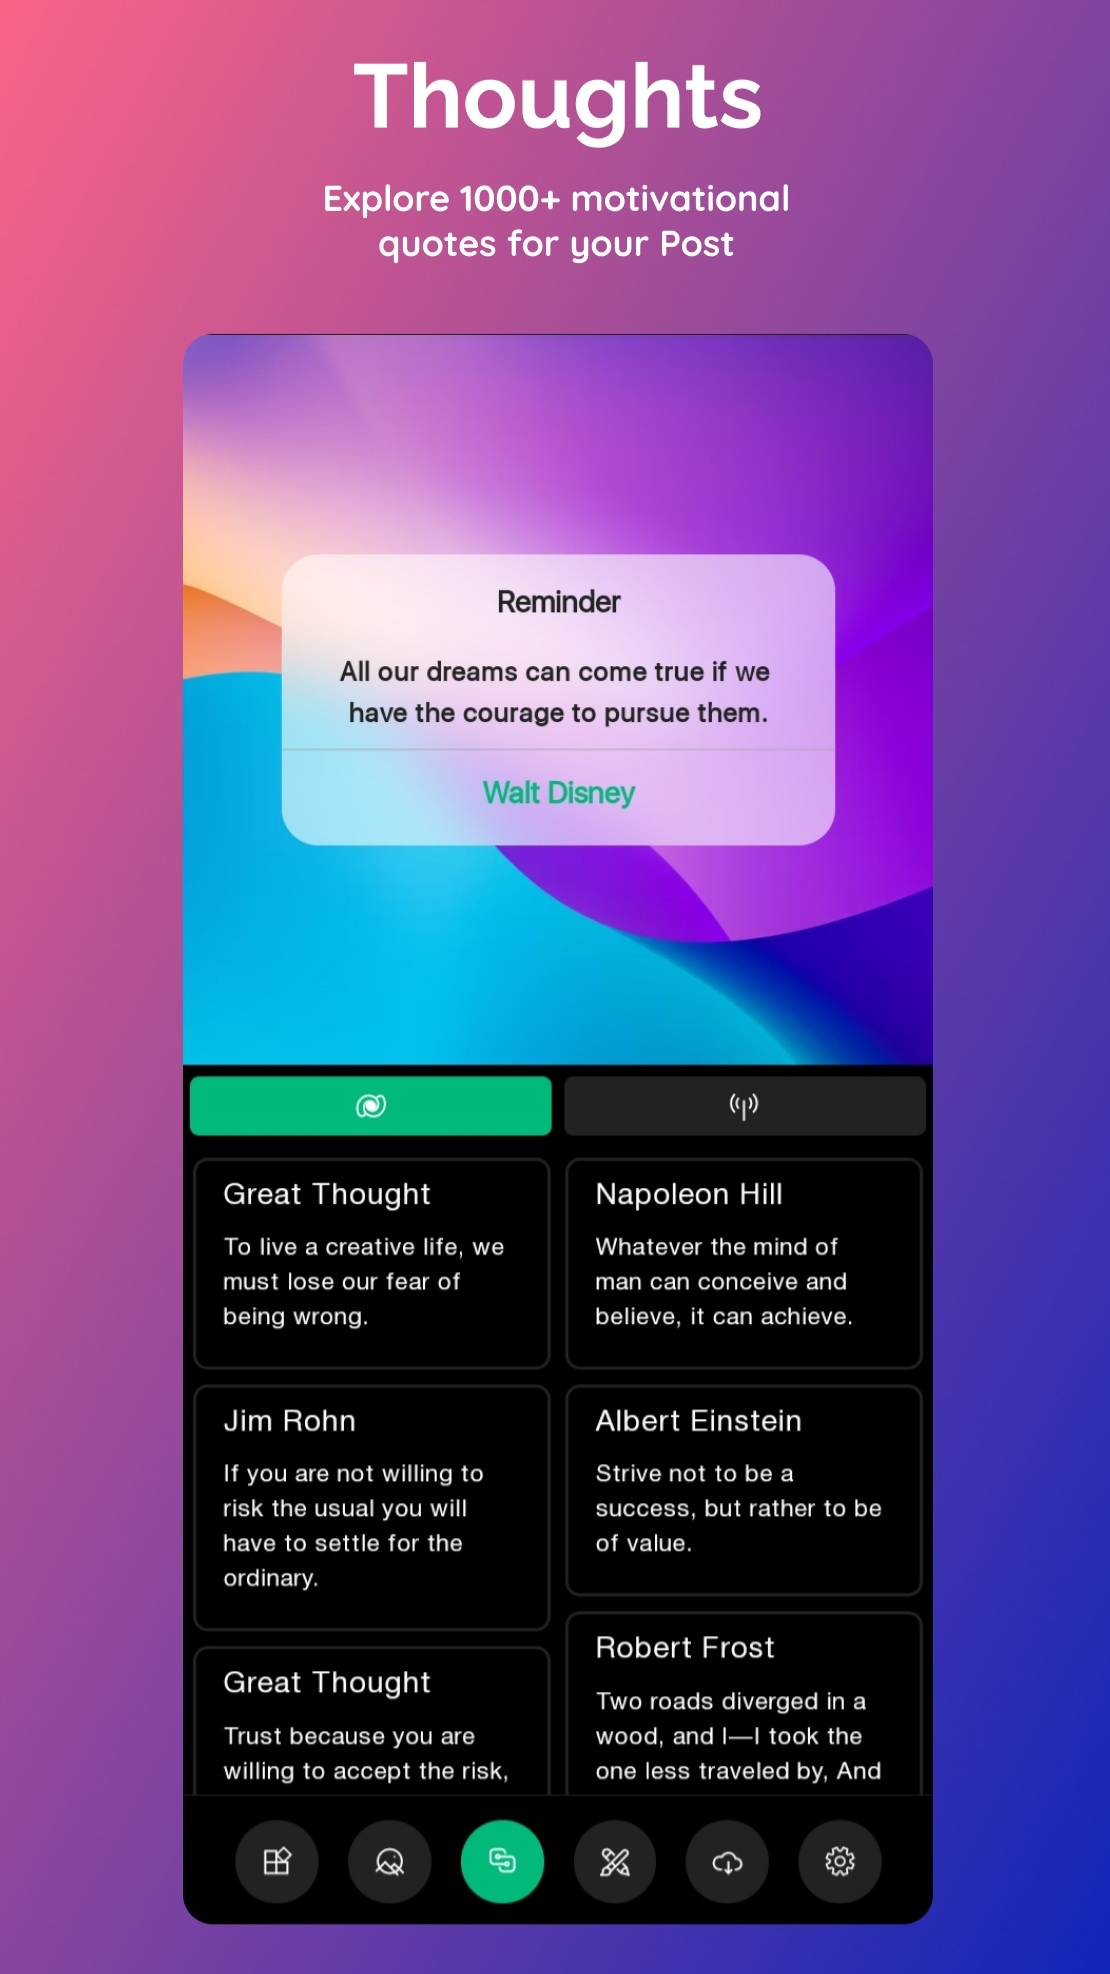 Thoughts
Explore 1000+ motivational
quotes for your Post
Reminder
All our dreams can come true if we
have the courage to pursue them.
Walt Disney
Great Thought
To live a creative life, we
must lose our fear of
being wrong.
Napoleon Hill
Whatever the mind of
man can conceive and
believe, it can achieve.
Jim Rohn
If you are not willing to
risk the usual you will
have to settle for the
ordinary.
Albert Einstein
Strive not to be a
success, but rather to be
of value.
Great Thought
Trust because you are
willing to accept the risk,
Robert Frost
Two roads diverged in a
wood, and I—I took the
one less traveled by, And